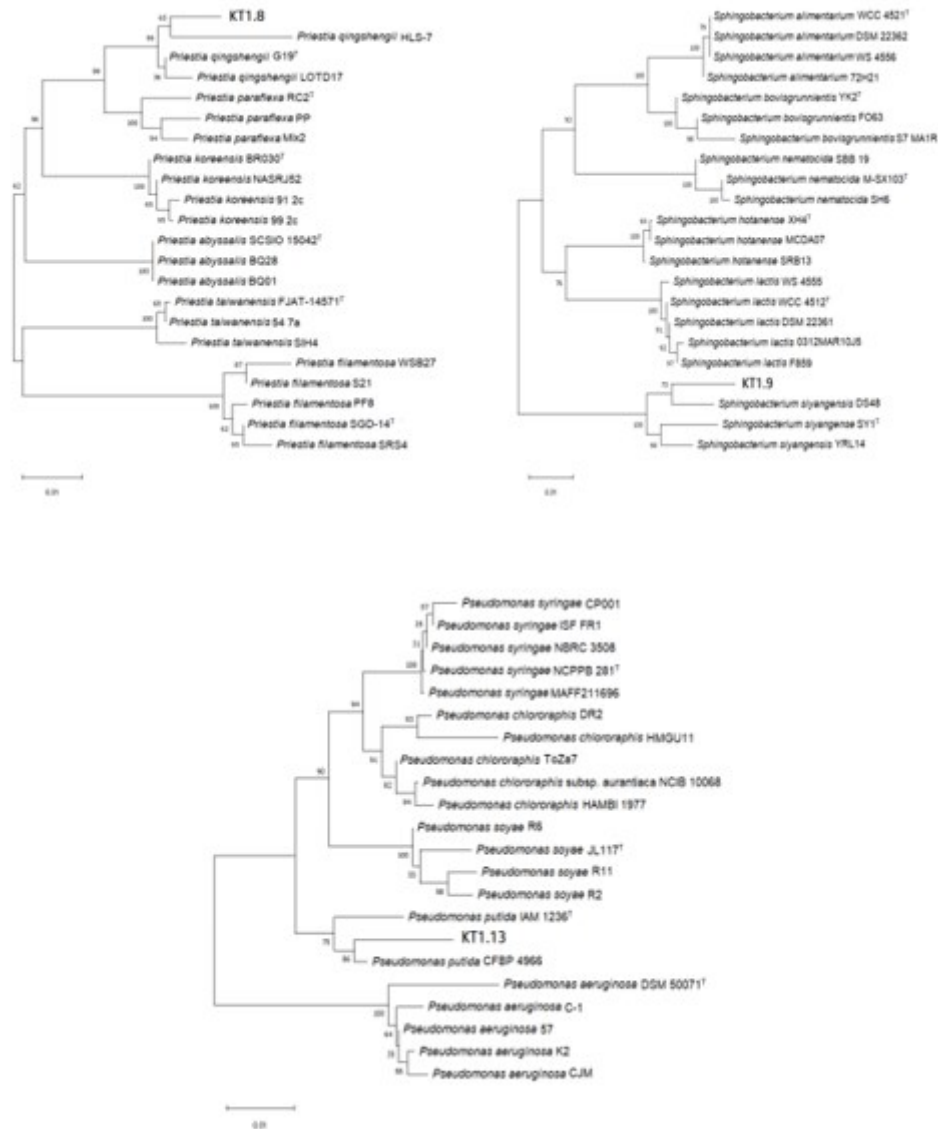 KT1.8
Priestia qingshengii HLS-7
Priestia qingshengii G19ᵀ
Priestia qingshengii LOTD17
Priestia paraflexa RC2ᵀ
Priestia paraflexa PP
Priestia paraflexa Mk2
Priestia koreensis BR030ᵀ
Priestia koreensis NASRJ52
Priestia koreensis 91 2c
Priestia koreensis 99 2c
Priestia abyssalis SCSIO 15042ᵀ
Priestia abyssalis BQ28
Priestia abyssalis BQ01
Priestia taiwanensis FJAT-14571ᵀ
Priestia taiwanensis 54 7a
Priestia taiwanensis SIH4
Priestia filamentosa WSB27
Priestia filamentosa S21
Priestia filamentosa PF8
Priestia filamentosa SGD-14ᵀ
Priestia filamentosa SRS4
0.01
Sphingobacterium alimentarium WCC 4521ᵀ
Sphingobacterium alimentarium DSM 22362
Sphingobacterium alimentarium WS 4556
Sphingobacterium alimentarium 72H21
Sphingobacterium bovisgrunnientis YK2ᵀ
Sphingobacterium bovisgrunnientis FO63
Sphingobacterium bovisgrunnientis S7 MA1R
Sphingobacterium nematocida SBB 19
Sphingobacterium nematocida M-SX103ᵀ
Sphingobacterium nematocida SH6
Sphingobacterium hotanense XH4ᵀ
Sphingobacterium hotanense MCDA07
Sphingobacterium hotanense SRB13
Sphingobacterium lactis WS 4555
Sphingobacterium lactis WCC 4512ᵀ
Sphingobacterium lactis DSM 22361
Sphingobacterium lactis 0312MAR10J5
Sphingobacterium lactis F859
KT1.9
Sphingobacterium siyangensis DS48
Sphingobacterium siyangense SY1ᵀ
Sphingobacterium siyangensis YRL14
0.01
Pseudomonas syringae CP001
Pseudomonas syringae ISF FR1
Pseudomonas syringae NBRC 3508
Pseudomonas syringae NCPPB 281ᵀ
Pseudomonas syringae MAFF211696
Pseudomonas chlororaphis DR2
Pseudomonas chlororaphis HMGU11
Pseudomonas chlororaphis ToZa7
Pseudomonas chlororaphis subsp. aurantiaca NCIB 10068
Pseudomonas chlororaphis HAMBI 1977
Pseudomonas soyae R6
Pseudomonas soyae JL117ᵀ
Pseudomonas soyae R11
Pseudomonas soyae R2
Pseudomonas putida IAM 1236ᵀ
KT1.13
Pseudomonas putida CFBP 4966
Pseudomonas aeruginosa DSM 50071ᵀ
Pseudomonas aeruginosa C-1
Pseudomonas aeruginosa 57
Pseudomonas aeruginosa K2
Pseudomonas aeruginosa CJM
0.01